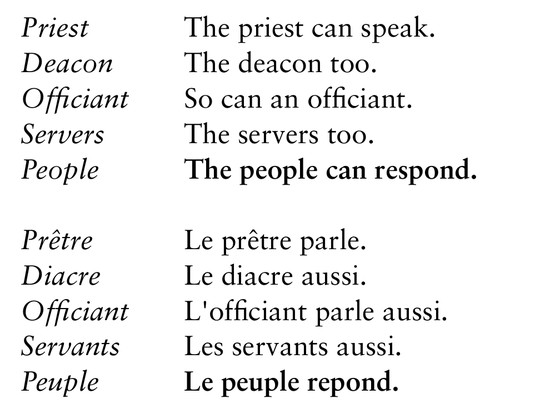 Priest The priest can speak.
Deacon The deacon too.
Officiant So can an officiant.
Servers The servers too.
People The people can respond.
Prêtre Le prêtre parle.
Diacre Le diacre aussi.
Officiant L'officiant parle aussi.
Servants Les servants aussi.
Peuple Le peuple repond.